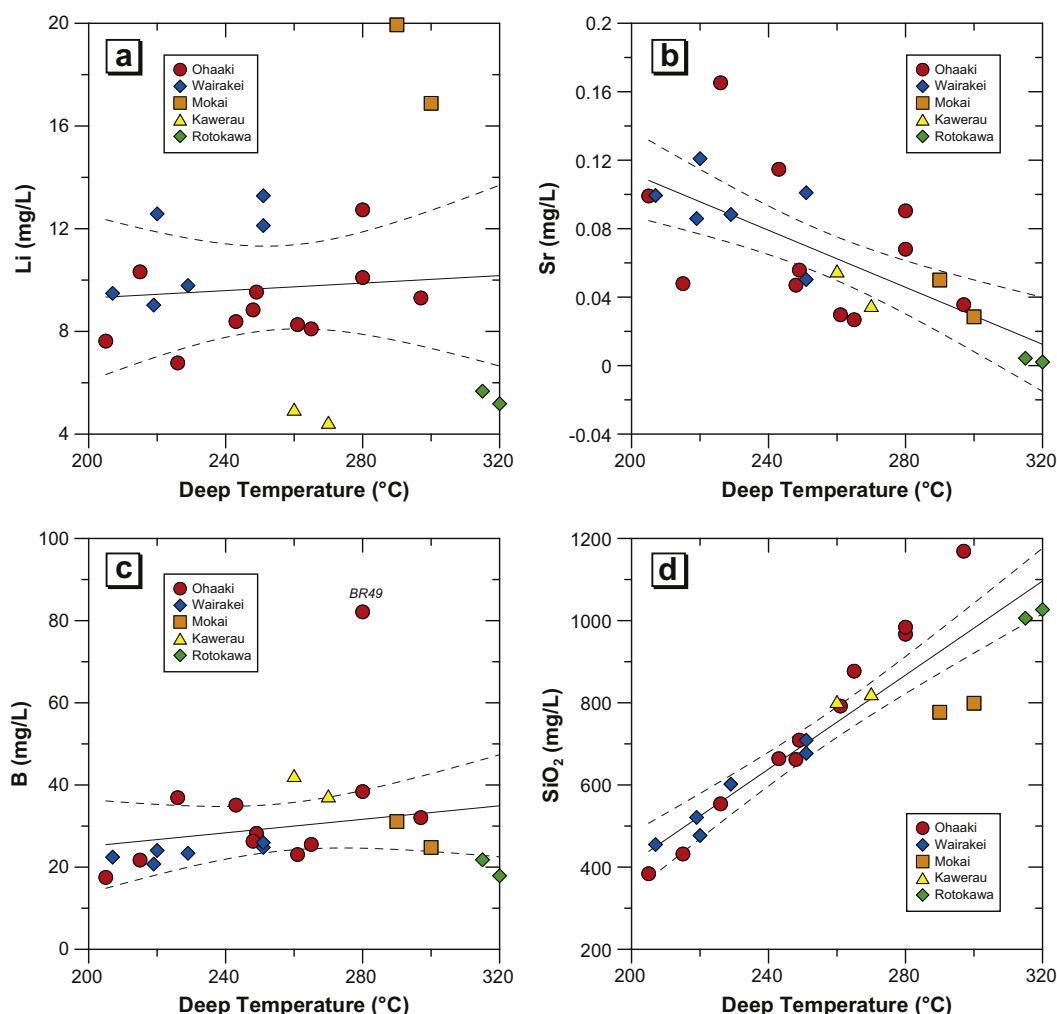 a
Ohaaki
Wairakei
Mokai
Kawerau
Rotokawa
20
16
12
8
4
Li (mg/L)
200
240
280
320
Deep Temperature (°C)
b
Ohaaki
Wairakei
Mokai
Kawerau
Rotokawa
0.2
0.16
0.12
0.08
0.04
0
-0.04
Sr (mg/L)
200
240
280
320
Deep Temperature (°C)
c
Ohaaki
Wairakei
Mokai
Kawerau
Rotokawa
BR49
100
80
60
40
20
0
B (mg/L)
200
240
280
320
Deep Temperature (°C)
d
Ohaaki
Wairakei
Mokai
Kawerau
Rotokawa
1200
1000
800
600
400
200
SiO₂ (mg/L)
200
240
280
320
Deep Temperature (°C)